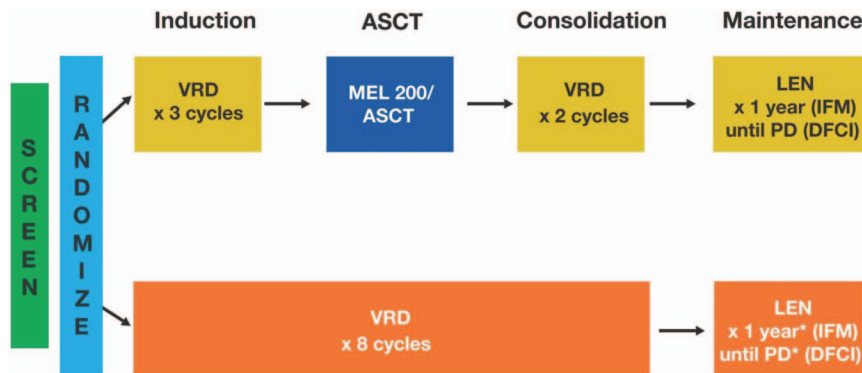 Induction
ASCT
Consolidation
Maintenance
SCREEN
RANDOMIZE
VRD
x 3 cycles
MEL 200/
ASCT
VRD
x 2 cycles
LEN
x 1 year (IFM)
until PD (DFCI)
VRD
x 8 cycles
LEN
x 1 year* (IFM)
until PD* (DFCI)